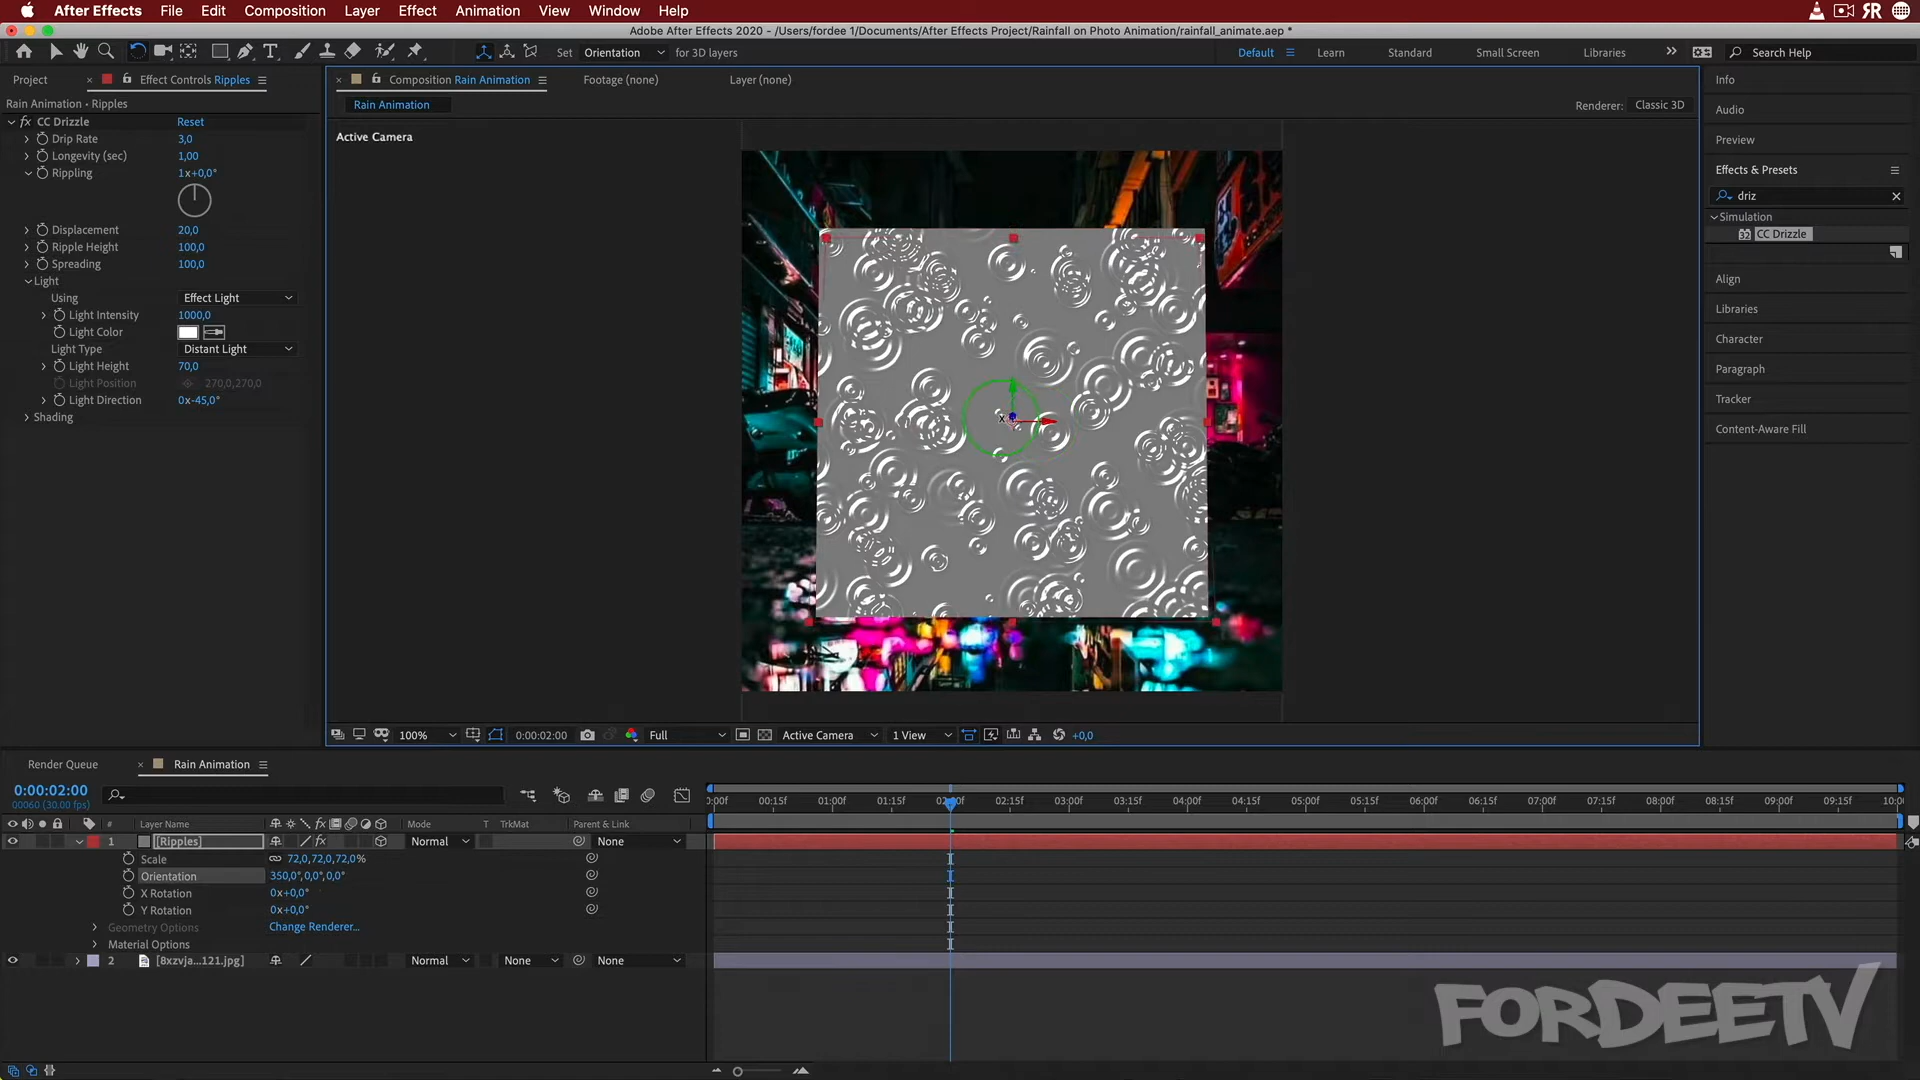 After Effects File Edit Composition Layer Effect Animation View Window Help
Adobe After Effects 2020 - /Users/fordee 1/Documents/After Effects Project/Rainfall on Photo Animation/rainfall_animate.aep *
Set Orientation for 3D layers Default Learn Standard Small Screen Libraries Search Help
Project Effect Controls Ripples Composition Rain Animation Footage (none) Layer (none) Info
Rain Animation • Ripples
Rain Animation
Renderer: Classic 3D
fx CC Drizzle Reset
Drip Rate 3,0
Longevity (sec) 1,00
Rippling 1x+0,0°
Displacement 20,0
Ripple Height 100,0
Spreading 100,0
Light
Using Effect Light
Light Intensity 1000,0
Light Color
Light Type Distant Light
Light Height 70,0
Light Position 270,0,270,0
Light Direction 0x-45,0°
Shading
Active Camera
X
Audio
Preview
Effects & Presets
driz
Simulation
32 CC Drizzle
Align
Libraries
Character
Paragraph
Tracker
Content-Aware Fill
100% 0:00:02:00 Full Active Camera 1 View +0,0
Render Queue Rain Animation
0:00:02:00
00060 (30.00 fps)
0:00f 00:15f 01:00f 01:15f 02:00f 02:15f 03:00f 03:15f 04:00f 04:15f 05:00f 05:15f 06:00f 06:15f 07:00f 07:15f 08:00f 08:15f 09:00f 09:15f 10:0
# Layer Name fx Mode T TrkMat Parent & Link
1 [Ripples] fx Normal None
Scale 72,0,72,0,72,0%
Orientation 350,0°,0,0°,0,0°
X Rotation 0x+0,0°
Y Rotation 0x+0,0°
Geometry Options Change Renderer...
Material Options
2 [8xzvja...121.jpg] Normal None None
FORDEETV